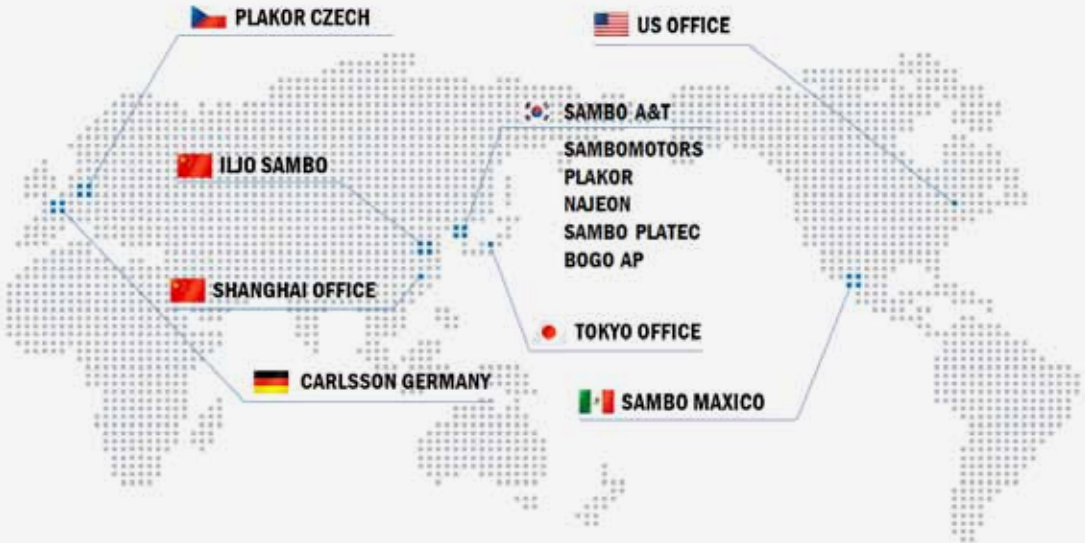 PLAKOR CZECH
US OFFICE
SAMBO A&T
SAMBOMOTORS
PLAKOR
NAJEON
SAMBO PLATEC
BOGO AP
ILJO SAMBO
SHANGHAI OFFICE
TOKYO OFFICE
CARLSSON GERMANY
SAMBO MAXICO